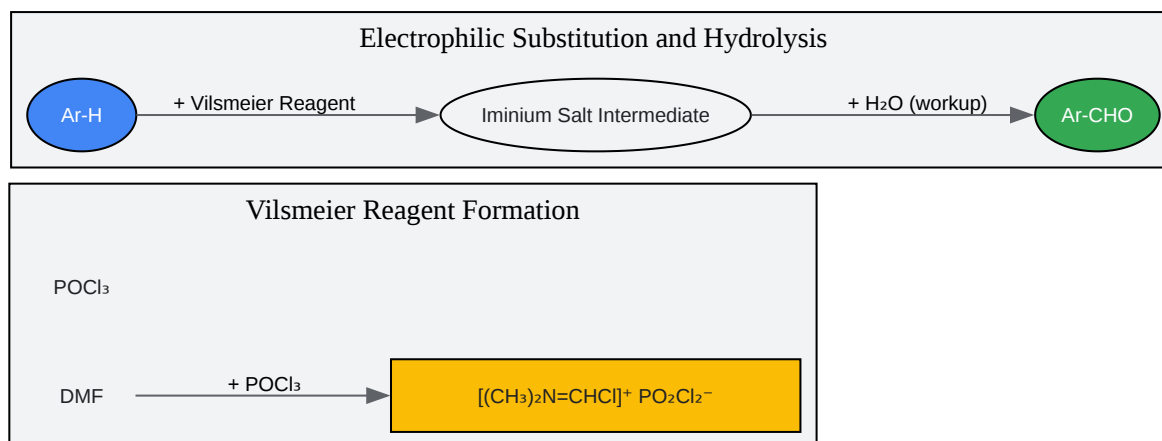 Electrophilic Substitution and Hydrolysis
Ar-H
+ Vilsmeier Reagent
Iminium Salt Intermediate
+ H₂O (workup)
Ar-CHO
Vilsmeier Reagent Formation
POCl₃
DMF
+ POCl₃
[(CH₃)₂N=CHCl]⁺ PO₂Cl₂⁻